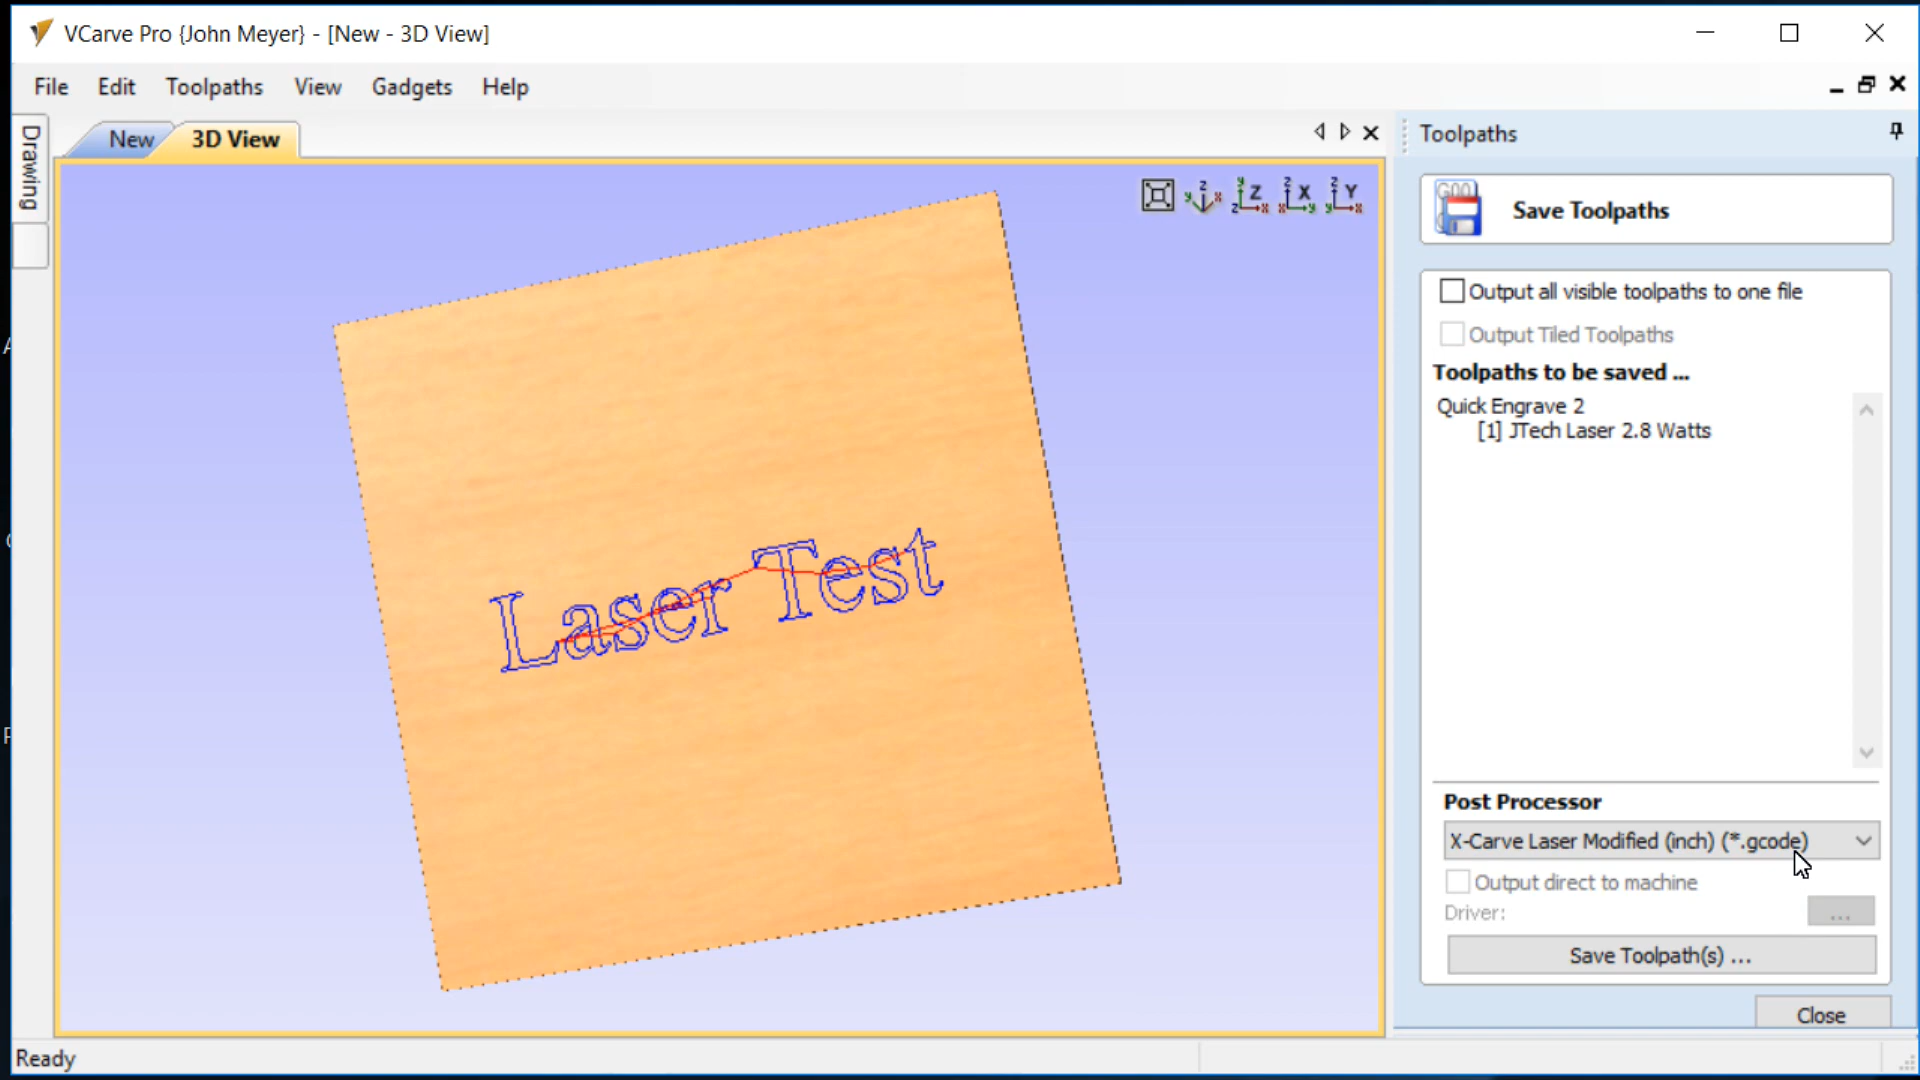 VCarve Pro {John Meyer} - [New - 3D View]
File Edit Toolpaths View Gadgets Help
Drawing
New 3D View
Toolpaths
Save Toolpaths
Output all visible toolpaths to one file
Output Tiled Toolpaths
Toolpaths to be saved ...
Quick Engrave 2
[1] JTech Laser 2.8 Watts
Laser Test
Post Processor
X-Carve Laser Modified (inch) (*.gcode)
Output direct to machine
Driver:
...
Save Toolpath(s) ...
Close
Ready